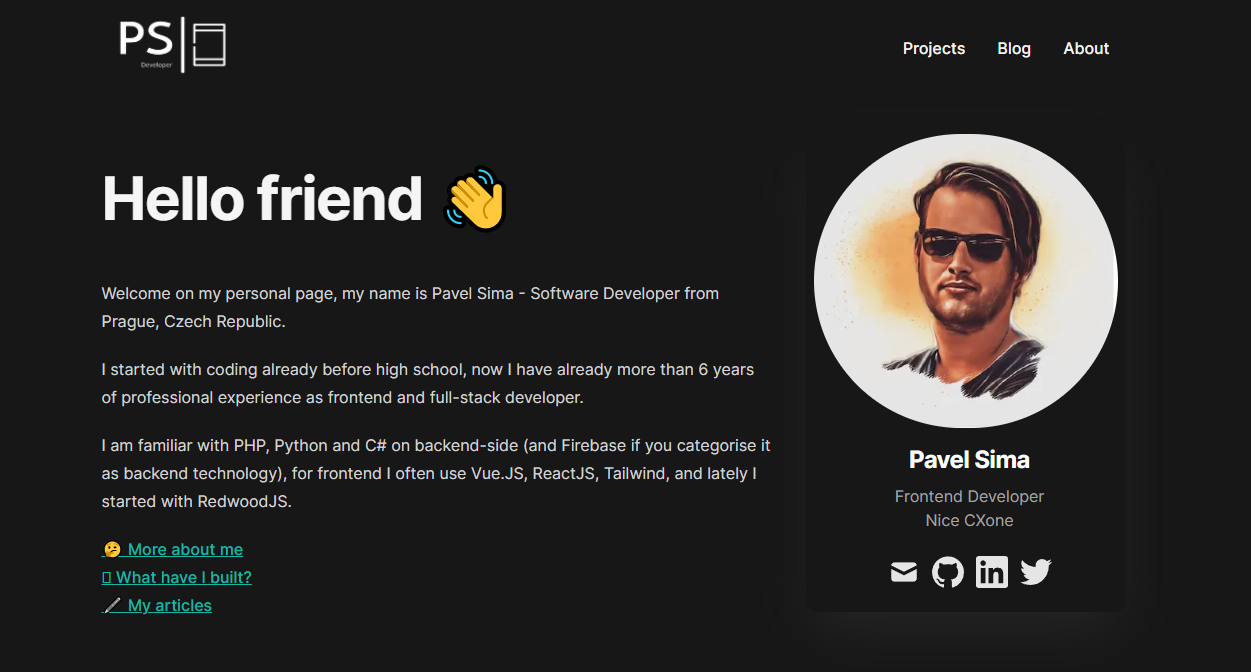 PS
Developer
Projects Blog About
Hello friend 👋
Welcome on my personal page, my name is Pavel Sima - Software Developer from
Prague, Czech Republic.
I started with coding already before high school, now I have already more than 6 years
of professional experience as frontend and full-stack developer.
I am familiar with PHP, Python and C# on backend-side (and Firebase if you categorise it
as backend technology), for frontend I often use Vue.JS, ReactJS, Tailwind, and lately I
started with RedwoodJS.
🤔 More about me
▯ What have I built?
🖊️ My articles
Pavel Sima
Frontend Developer
Nice CXone
in